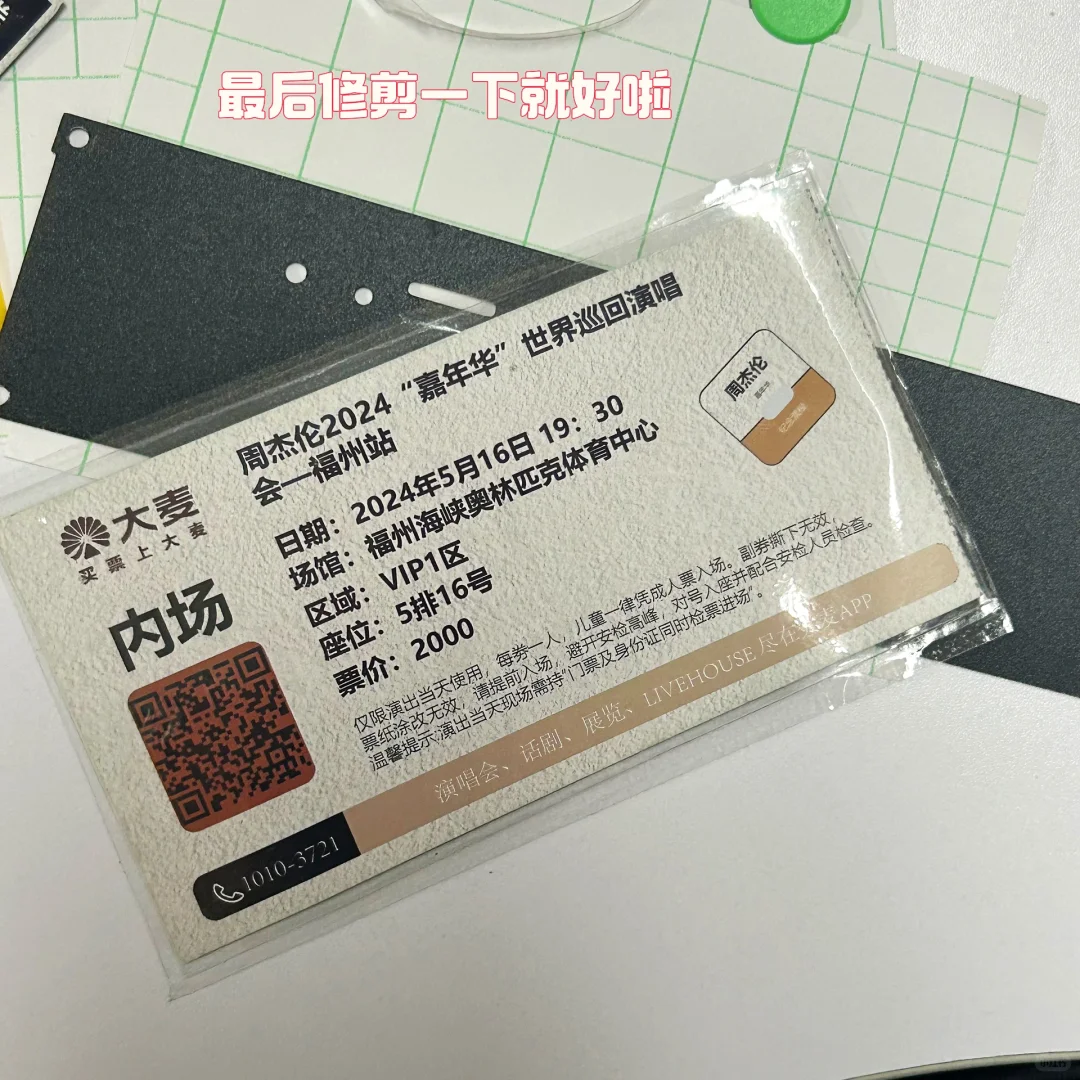 最后修剪一下就好啦
周杰伦2024“嘉年华”世界巡回演唱
会—福州站
日期：2024年5月16日 19：30
场馆：福州海峡奥林匹克体育中心
区域：VIP1区
座位：5排16号
票价：2000
大麦
买票上大麦
内场
周杰伦
嘉年华
仅限演出当天使用，每券一人，儿童一律凭成人票入场。副券撕下无效
票纸涂改无效，请提前入场，避开安检高峰，对号入座并配合安检人员检查。
温馨提示:演出当天现场需持“门票及身份证同时检票进场”。
演唱会、话剧、展览、LIVEHOUSE 尽在大麦APP
1010-3721